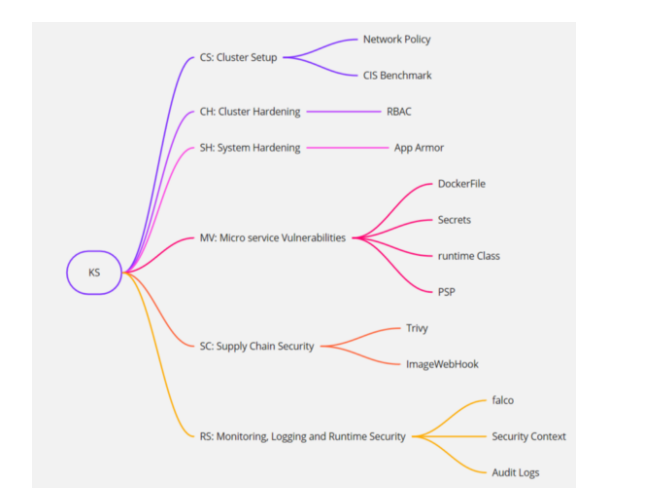 Network Policy
CS: Cluster Setup
CIS Benchmark
CH: Cluster Hardening
RBAC
SH: System Hardening
App Armor
DockerFile
Secrets
MV: Micro service Vulnerabilities
runtime Class
KS
PSP
Trivy
SC: Supply Chain Security
ImageWebHook
falco
RS: Monitoring, Logging and Runtime Security
Security Context
Audit Logs